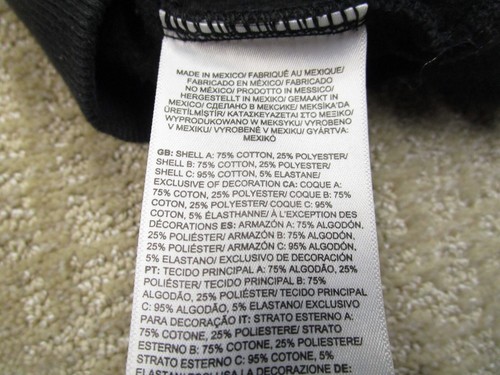 MADE IN MEXICO/ FABRIQUÉ AU MEXIQUE/
FABRICADO EN MÉXICO/ FABRICADO
NO MÉXICO/ PRODOTTO IN MESSICO/
HERGESTELLT IN MEXIKO/ GEMAAKT IN
MEXICO/ СДЕЛАНО В МЕКСИКЕ/ MEKSİKA'DA
ÜRETİLMİŞTİR/ ΚΑΤΑΣΚΕΥΑΖΕΤΑΙ ΣΤΟ ΜΕΞΙΚΟ/
WYPRODUKOWANO W MEKSYKU/ VYROBENO
V MEXIKU/ VYROBENÉ V MEXIKU/ GYÁRTVA:
MEXIKÓ
GB: SHELL A: 75% COTTON, 25% POLYESTER/
SHELL B: 75% COTTON, 25% POLYESTER/
SHELL C: 95% COTTON, 5% ELASTANE/
EXCLUSIVE OF DECORATION CA: COQUE A:
75% COTON, 25% POLYESTER/ COQUE B: 75%
COTON, 25% POLYESTER/ COQUE C: 95%
COTON, 5% ÉLASTHANNE/ À L'EXCEPTION DES
DÉCORATIONS ES: ARMAZÓN A: 75% ALGODÓN,
25% POLIÉSTER/ ARMAZÓN B: 75% ALGODÓN,
25% POLIÉSTER/ ARMAZÓN C: 95% ALGODÓN,
5% ELASTANO/ EXCLUSIVO DE DECORACIÓN
PT: TECIDO PRINCIPAL A: 75% ALGODÃO, 25%
POLIÉSTER/ TECIDO PRINCIPAL B: 75%
ALGODÃO, 25% POLIÉSTER/ TECIDO PRINCIPAL
C: 95% ALGODÃO, 5% ELASTANO/ EXCLUSIVO
PARA DECORAÇÃO IT: STRATO ESTERNO A:
75% COTONE, 25% POLIESTERE/ STRATO
ESTERNO B: 75% COTONE, 25% POLIESTERE/
STRATO ESTERNO C: 95% COTONE, 5%
ELASTAN/ ESCLUSA LA DECORAZIONE DE: